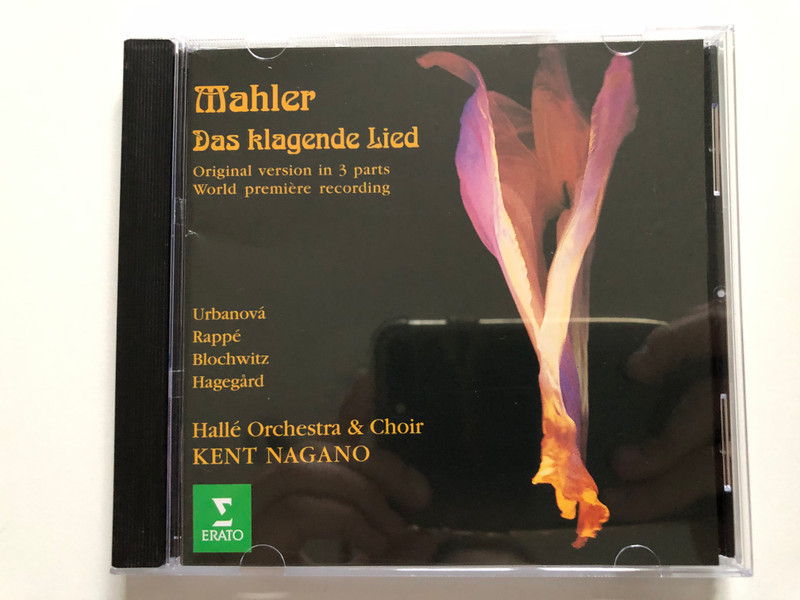 Mahler
Das klagende Lied
Original version in 3 parts
World première recording
Urbanová
Rappé
Blochwitz
Hagegård
Hallé Orchestra & Choir
KENT NAGANO
ERATO